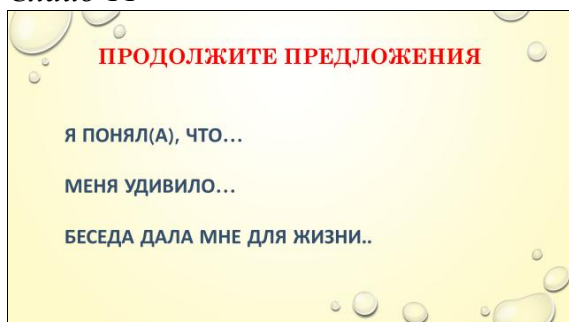 ПРОДОЛЖИТЕ ПРЕДЛОЖЕНИЯ
Я ПОНЯЛ(А), ЧТО...
МЕНЯ УДИВИЛО...
БЕСЕДА ДАЛА МНЕ ДЛЯ ЖИЗНИ..